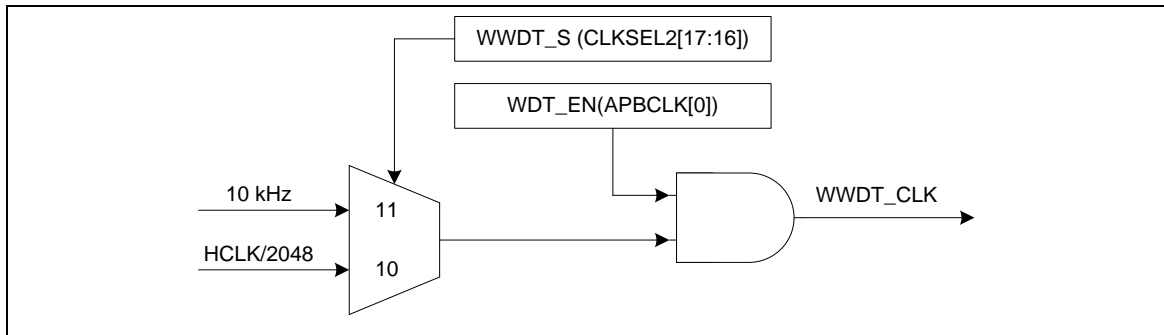 WWDT_S (CLKSEL2[17:16])
WDT_EN(APBCLK[0])
10 kHz
11
WWDT_CLK
HCLK/2048
10